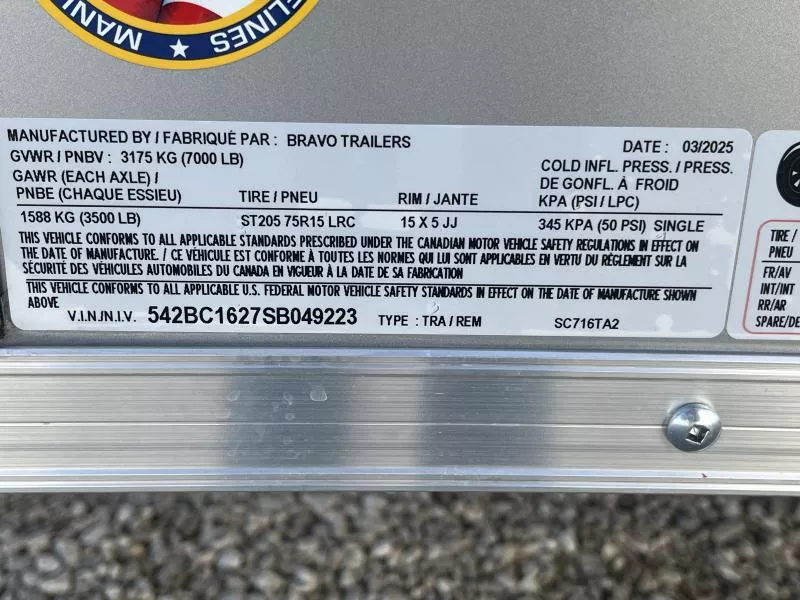 MANU
ELINES
MANUFACTURED BY / FABRIQUÉ PAR : BRAVO TRAILERS
DATE : 03/2025
GVWR / PNBV : 3175 KG (7000 LB)
COLD INFL. PRESS. / PRESS.
DE GONFL. À FROID
KPA (PSI / LPC)
GAWR (EACH AXLE) /
PNBE (CHAQUE ESSIEU)
TIRE / PNEU
RIM / JANTE
1588 KG (3500 LB)
ST205 75R15 LRC
15 X 5 JJ
345 KPA (50 PSI) SINGLE
THIS VEHICLE CONFORMS TO ALL APPLICABLE STANDARDS PRESCRIBED UNDER THE CANADIAN MOTOR VEHICLE SAFETY REGULATIONS IN EFFECT ON
THE DATE OF MANUFACTURE. / CE VÉHICULE EST CONFORME À TOUTES LES NORMES QUI LUI SONT APPLICABLES EN VERTU DU RÈGLEMENT SUR LA
SÉCURITÉ DES VÉHICULES AUTOMOBILES DU CANADA EN VIGUEUR À LA DATE DE SA FABRICATION
THIS VEHICLE CONFORMS TO ALL APPLICABLE U.S. FEDERAL MOTOR VEHICLE SAFETY STANDARDS IN EFFECT ON THE DATE OF MANUFACTURE SHOWN
ABOVE
V.I.N./N.I.V. 542BC1627SB049223 TYPE : TRA / REM SC716TA2
TIRE /
PNEU
FR/AV
INT/INT
RR/AR
SPARE/DE